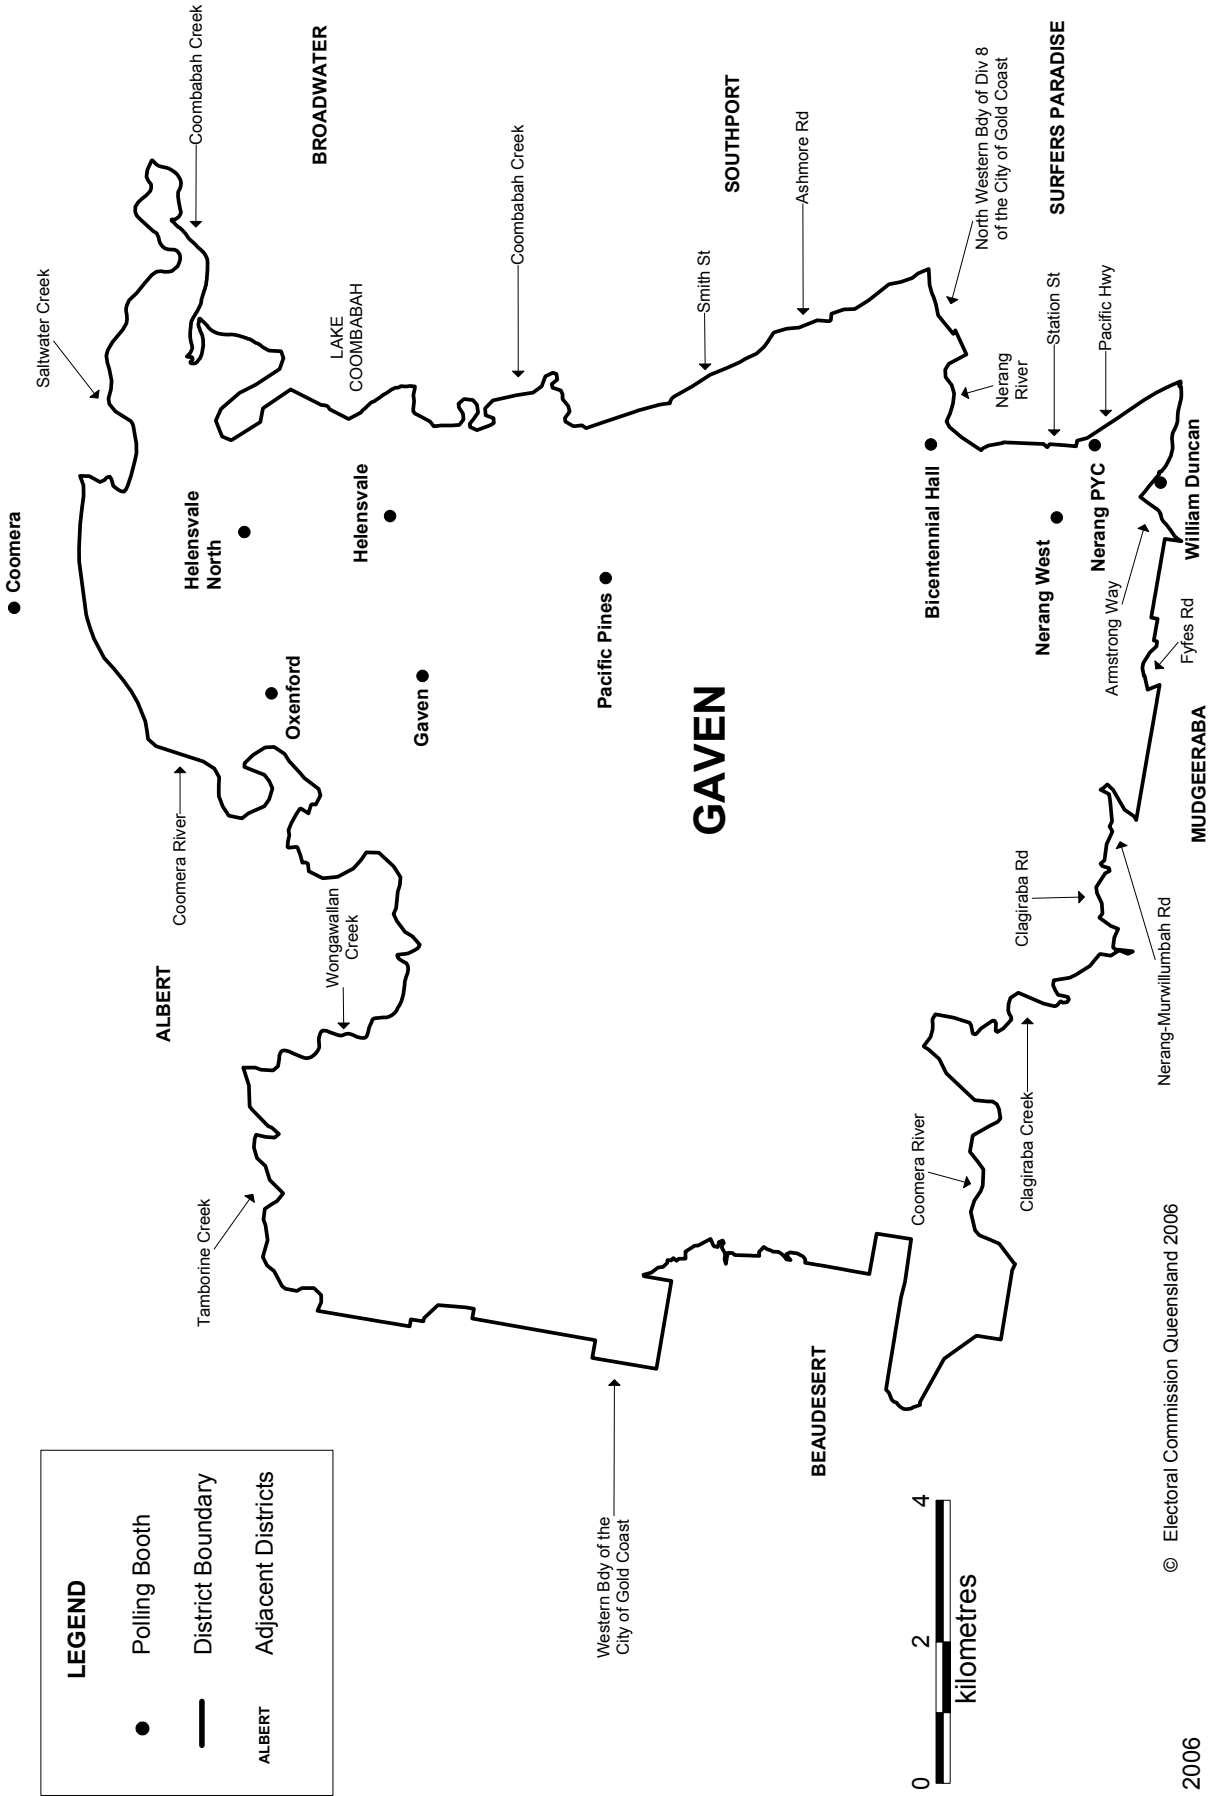 LEGEND
Polling Booth
District Boundary
ALBERT
Adjacent Districts
Coomera
Saltwater Creek
Coombabah Creek
BROADWATER
Helensvale
North
Oxenford
Coomera River
ALBERT
LAKE
COOMBABAH
Helensvale
Gaven
Wongawallan
Creek
Tamborine Creek
Coombabah Creek
Pacific Pines
Western Bdy of the
City of Gold Coast
GAVEN
Smith St
SOUTHPORT
Ashmore Rd
BEAUDESERT
North Western Bdy of Div 8
of the City of Gold Coast
Bicentennial Hall
Coomera River
Nerang
River
SURFERS PARADISE
Station St
Nerang West
Clagiraba Rd
Clagiraba Creek
Pacific Hwy
Nerang PYC
Armstrong Way
Nerang-Murwillumbah Rd
William Duncan
Fyfes Rd
MUDGEERABA
0
2
4
kilometres
© Electoral Commission Queensland 2006
2006